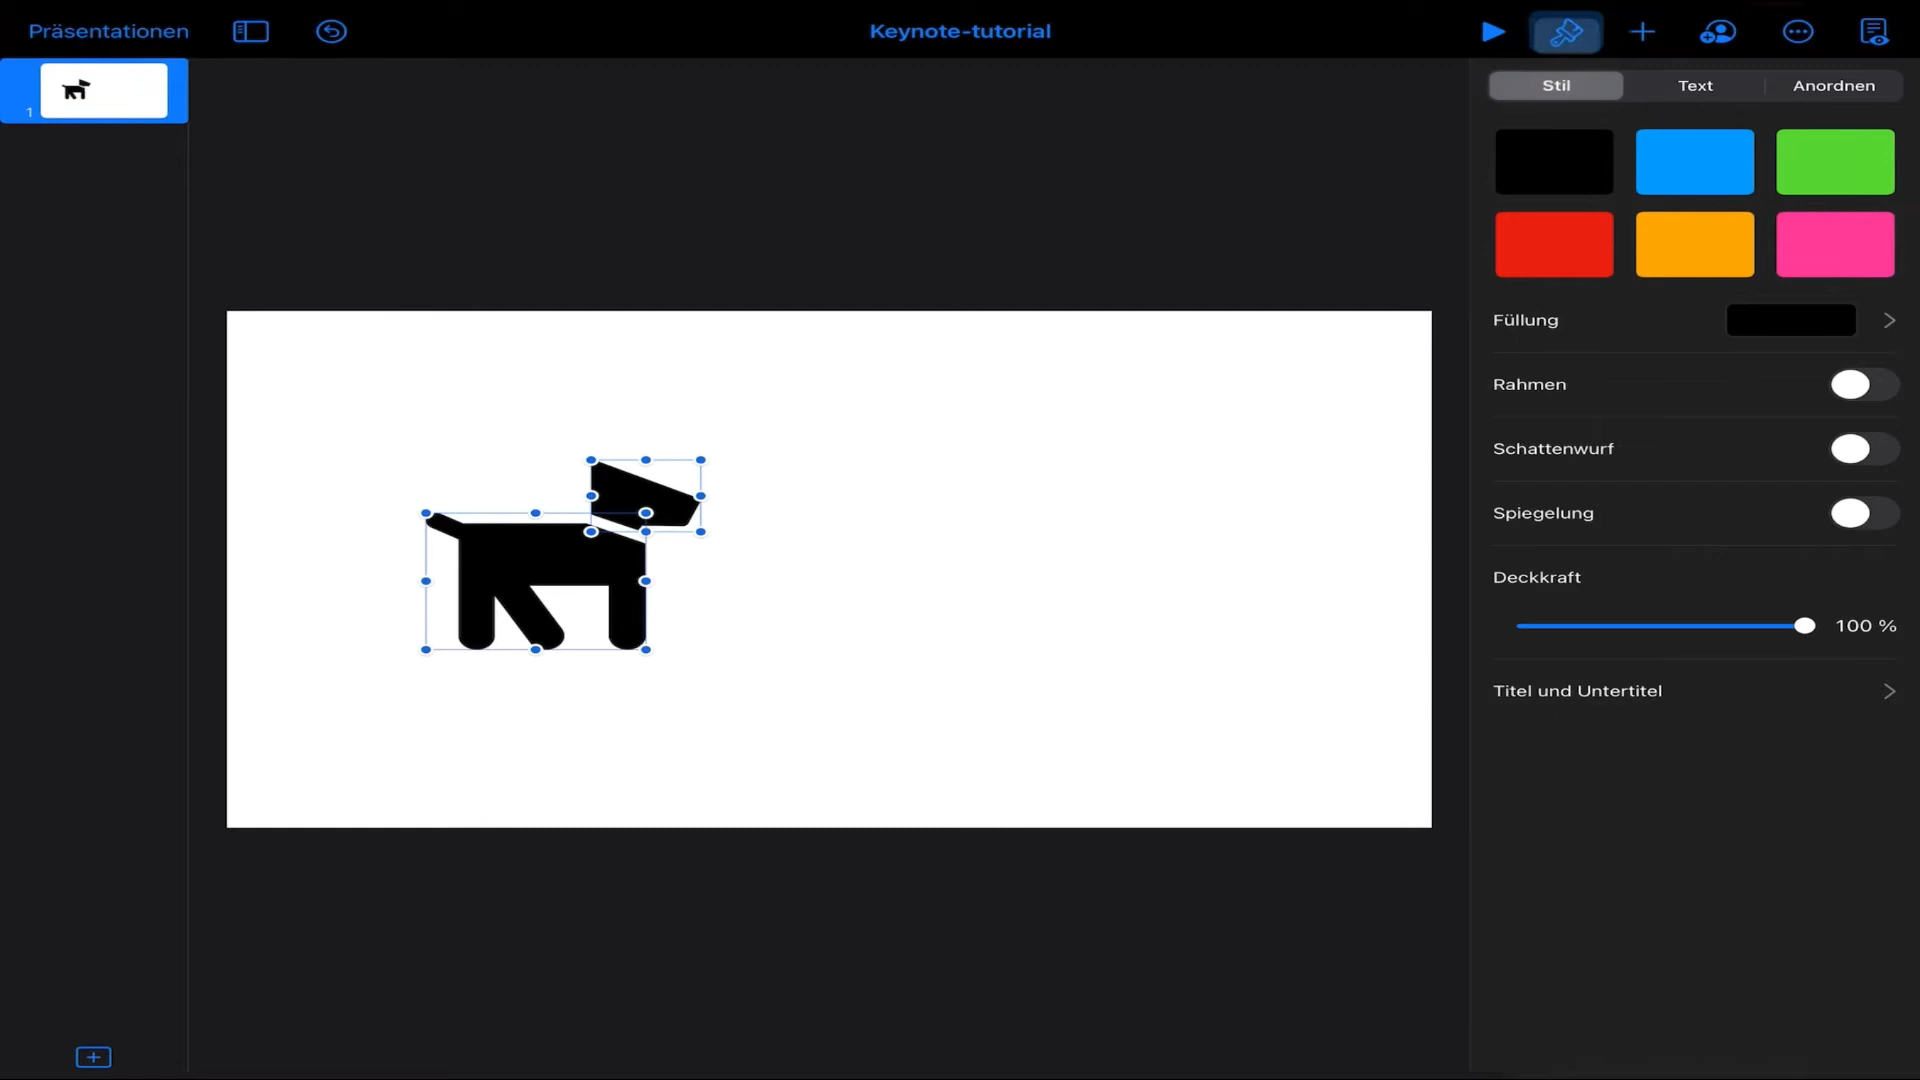 Präsentationen
Keynote-tutorial
1
Stil
Text
Anordnen
Füllung
Rahmen
Schattenwurf
Spiegelung
Deckkraft
100 %
Titel und Untertitel